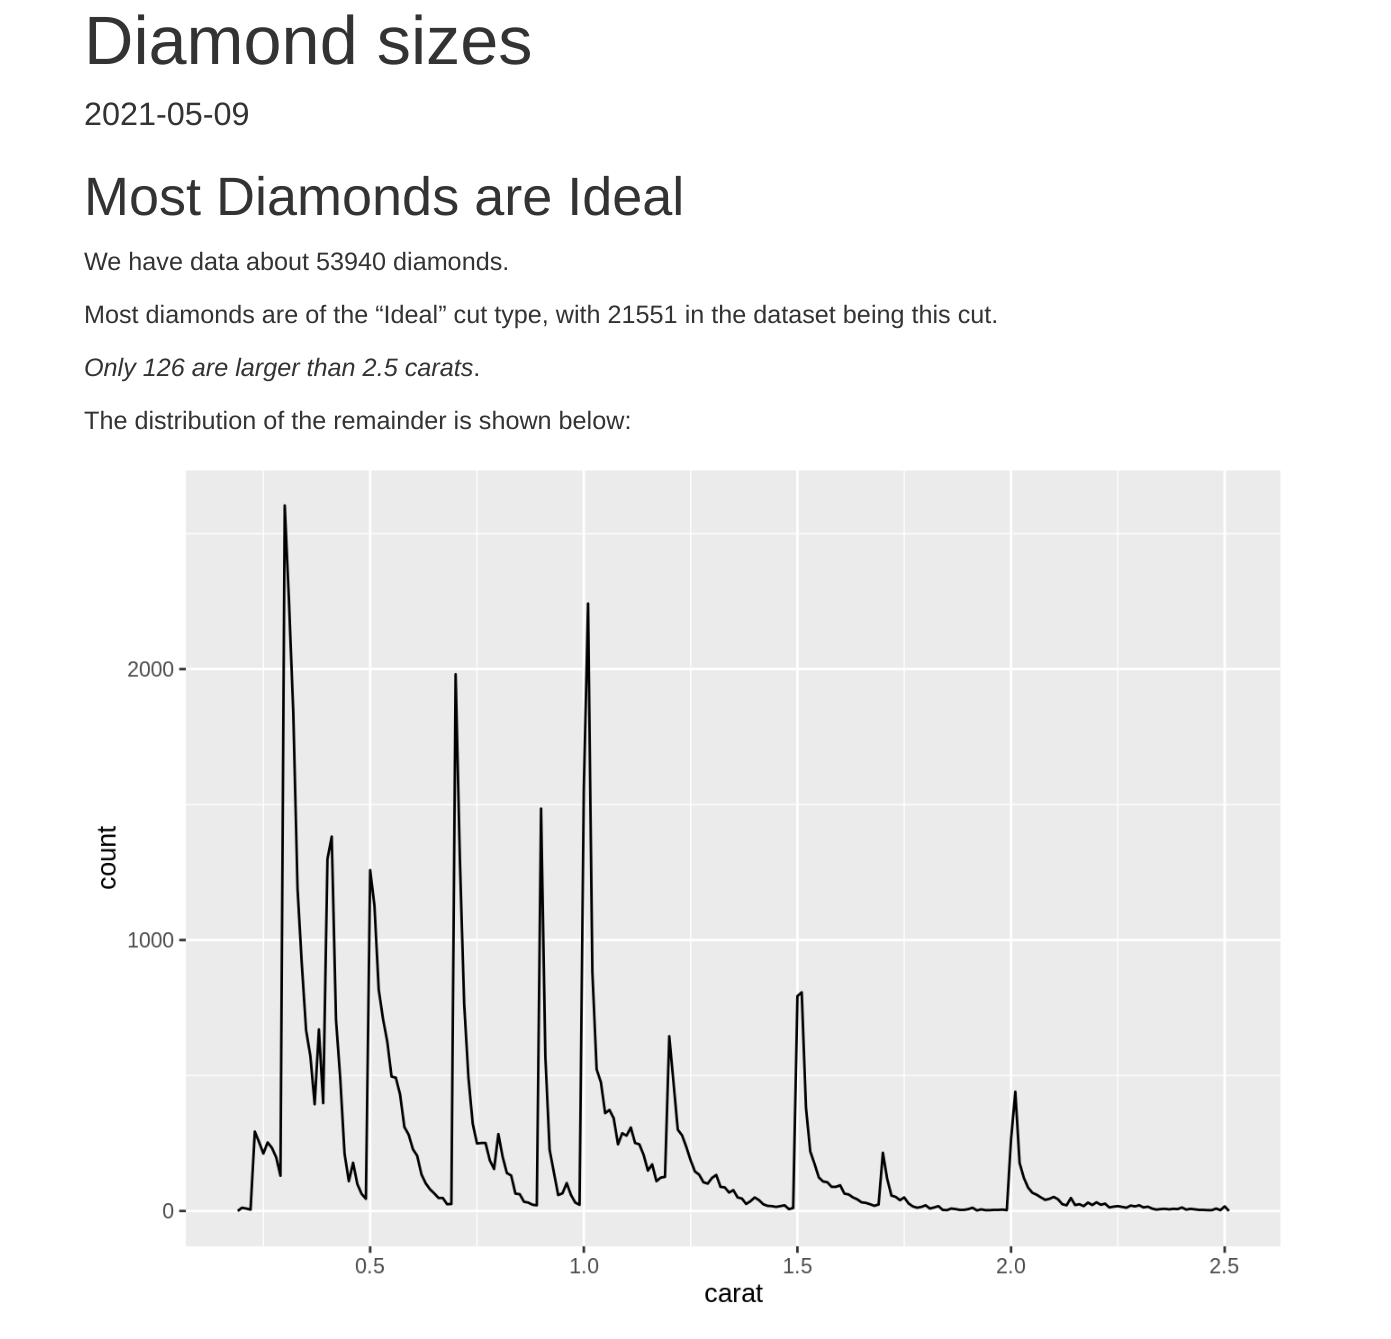 Diamond sizes
2021-05-09
Most Diamonds are Ideal
We have data about 53940 diamonds.
Most diamonds are of the “Ideal” cut type, with 21551 in the dataset being this cut.
Only 126 are larger than 2.5 carats.
The distribution of the remainder is shown below:
2000
1000
0
count
0.5 1.0 1.5 2.0 2.5
carat